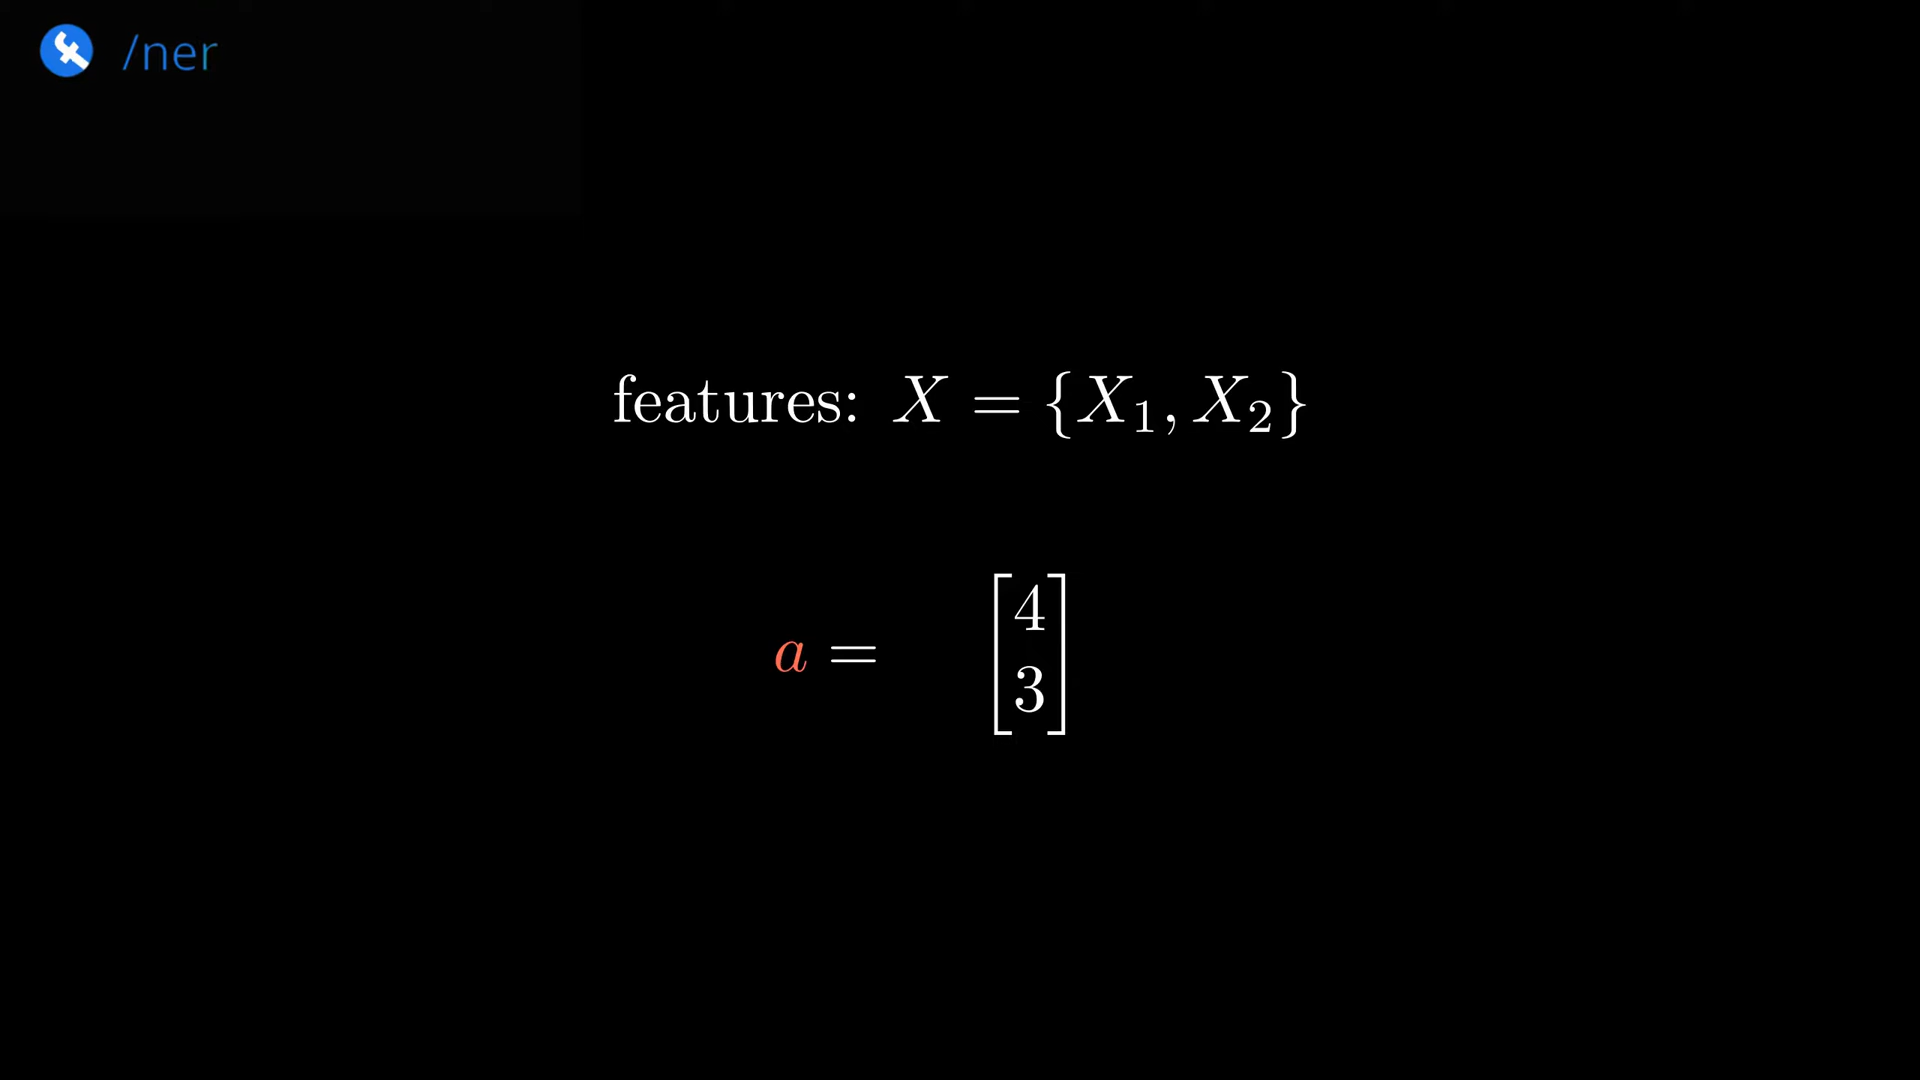 /ner
features: X = {X₁, X₂}
a = [4
3]